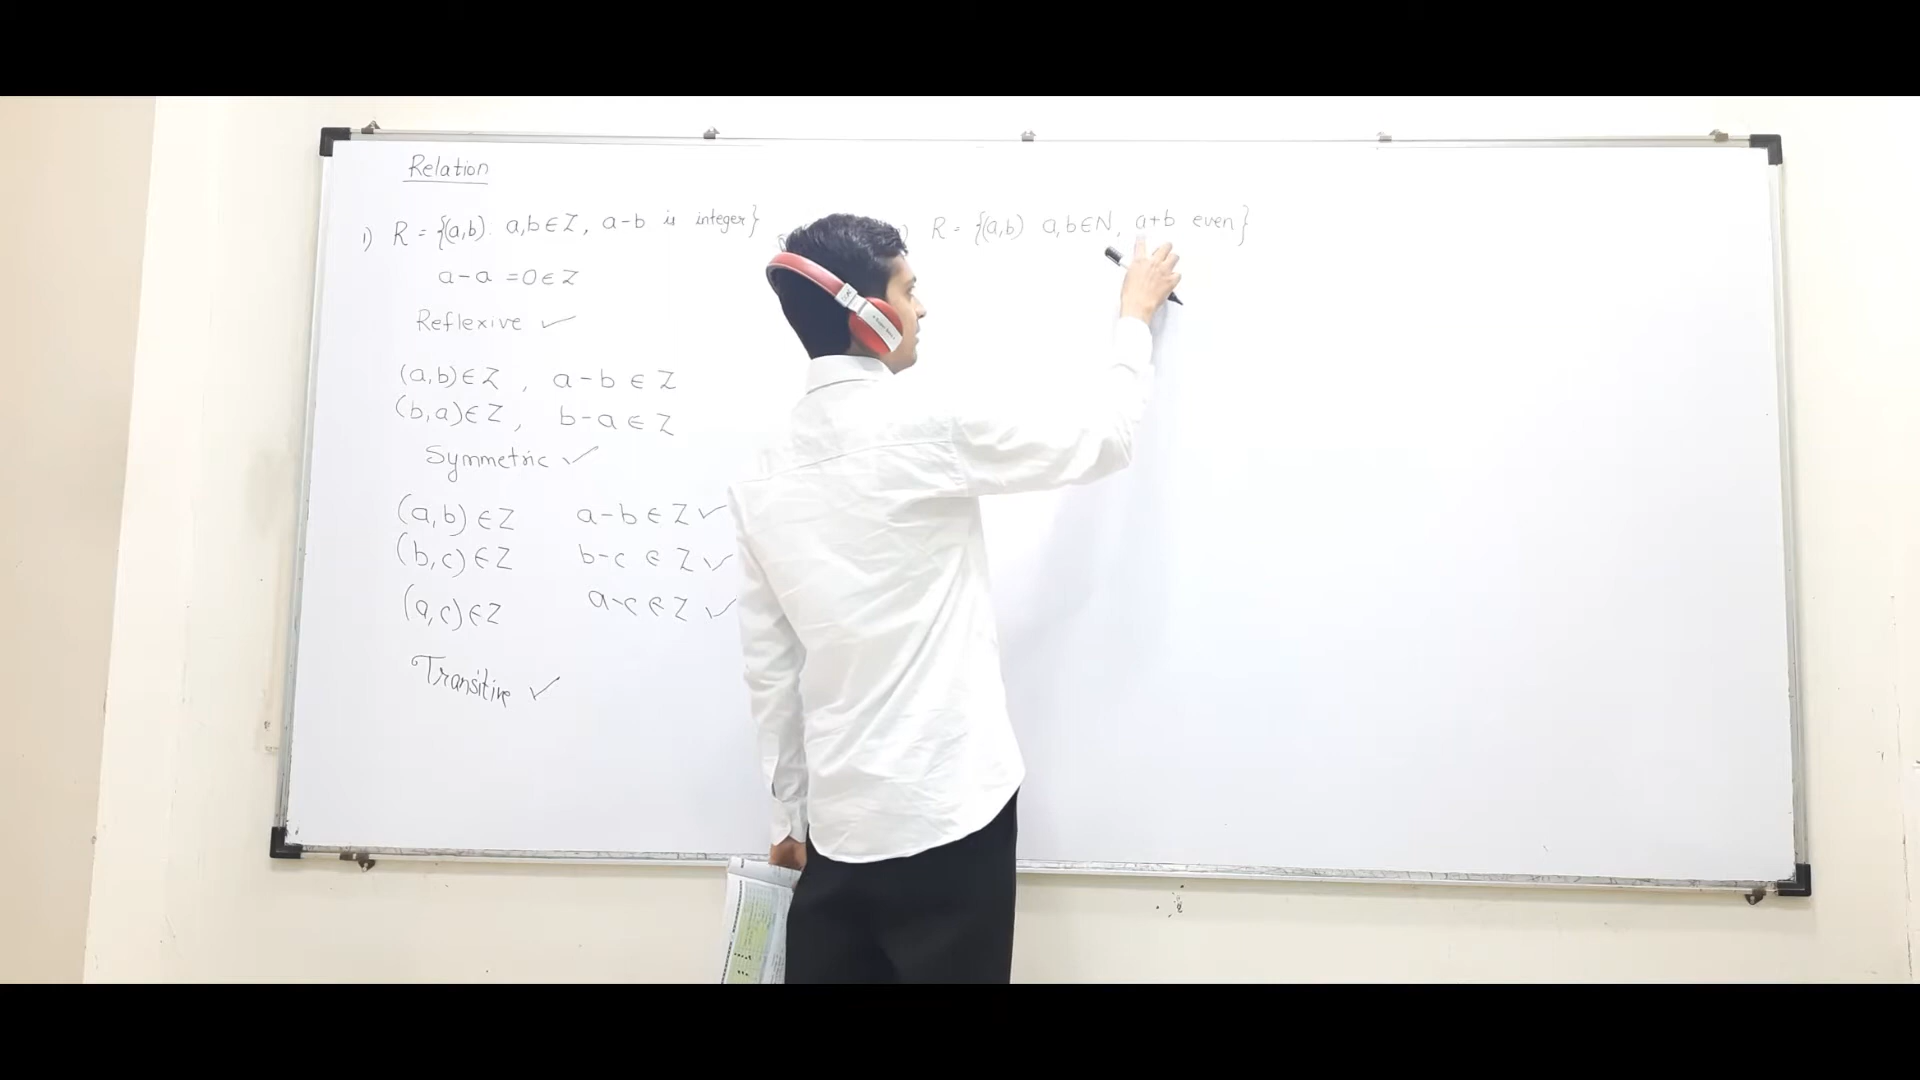 Relation
1) R = {(a,b): a,b∈Z, a-b is integer}
a-a =0∈Z
Reflexive ✓
(a,b)∈Z, a-b ∈ Z
(b,a)∈Z, b-a ∈ Z
Symmetric ✓
(a,b) ∈Z a-b ∈ Z ✓
(b,c) ∈Z b-c ∈ Z ✓
(a,c)∈Z a-c ∈ Z ✓
Transitive ✓
) R = {(a,b) a,b∈N, a+b even}